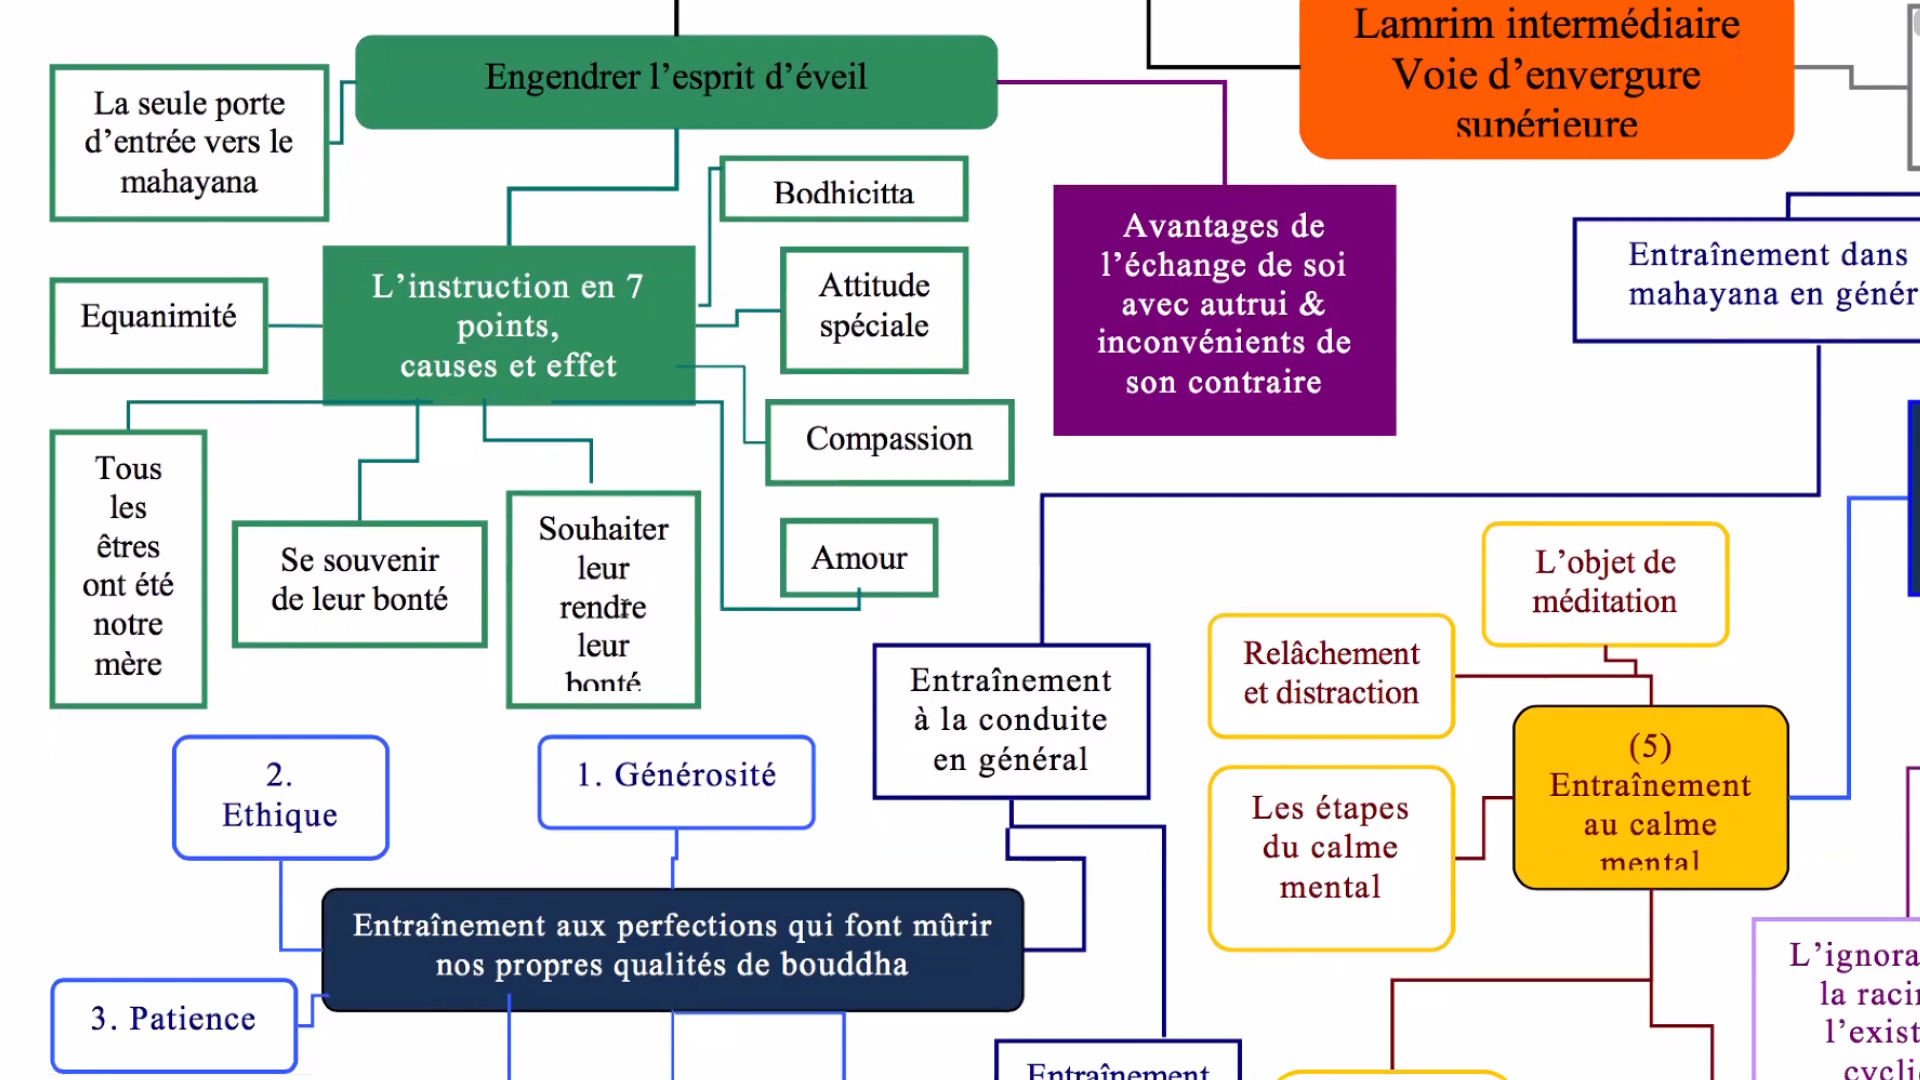 Lamrim intermédiaire
Voie d’envergure
supérieure
Engendrer l’esprit d’éveil
La seule porte
d’entrée vers le
mahayana
Bodhicitta
Avantages de
l’échange de soi
avec autrui &
inconvénients de
son contraire
Entraînement dans
mahayana en génér
L’instruction en 7
points,
causes et effet
Equanimité
Attitude
spéciale
Compassion
Tous
les
êtres
ont été
notre
mère
Se souvenir
de leur bonté
Souhaiter
leur
rendre
leur
bonté
Amour
L’objet de
méditation
Relâchement
et distraction
Entraînement
à la conduite
en général
(5)
Entraînement
au calme
mental
Les étapes
du calme
mental
2.
Ethique
1. Générosité
Entraînement aux perfections qui font mûrir
nos propres qualités de bouddha
3. Patience
L’ignora
la racin
l’exist
cycli
Entraînement